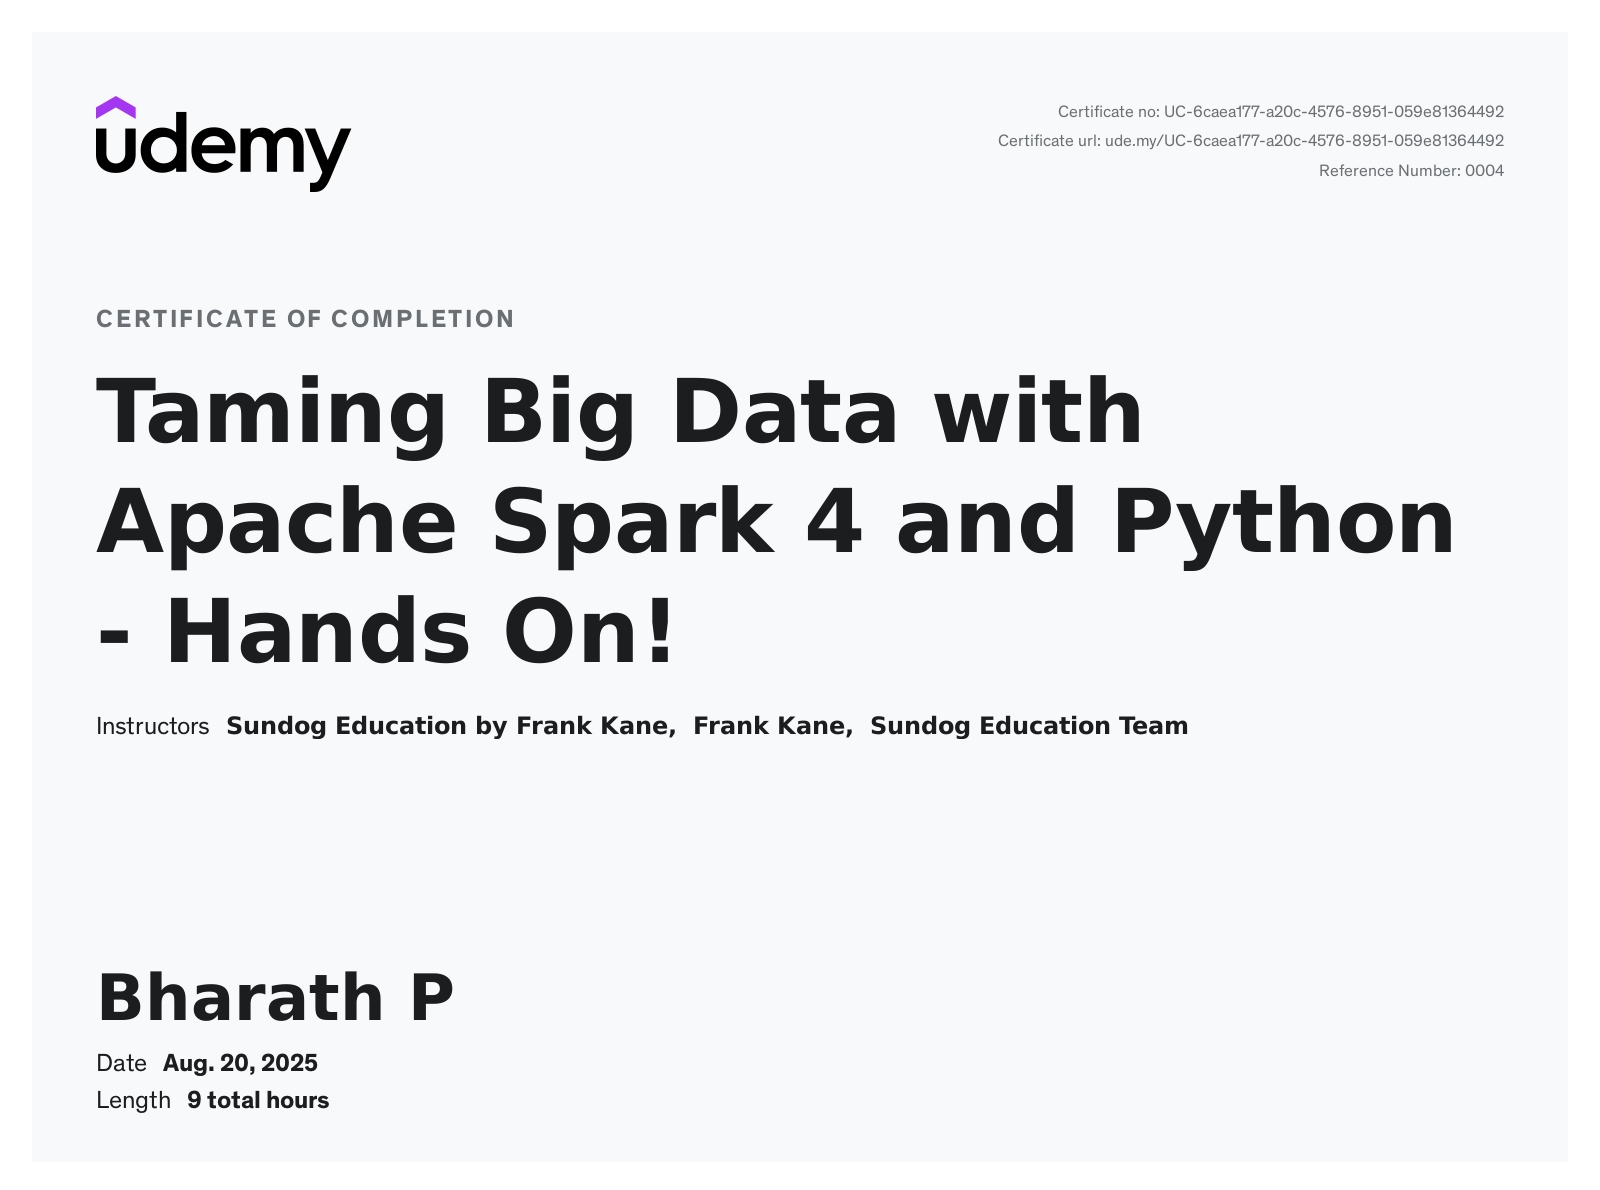 udemy
Certificate no: UC-6caea177-a20c-4576-8951-059e81364492
Certificate url: ude.my/UC-6caea177-a20c-4576-8951-059e81364492
Reference Number: 0004
CERTIFICATE OF COMPLETION
Taming Big Data with
Apache Spark 4 and Python
- Hands On!
Instructors Sundog Education by Frank Kane, Frank Kane, Sundog Education Team
Bharath P
Date Aug. 20, 2025
Length 9 total hours